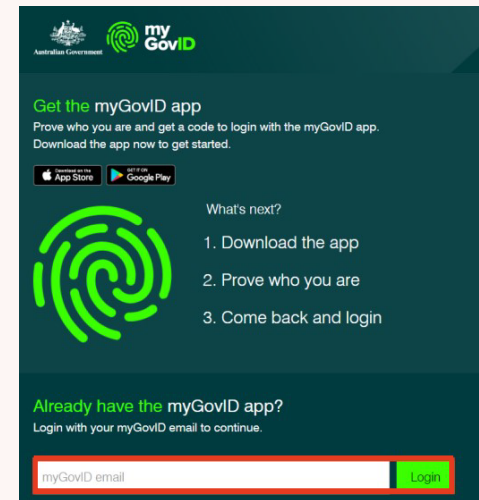 Australian Government
my
GovID
Get the myGovID app
Prove who you are and get a code to login with the myGovID app.
Download the app now to get started.
Download on the
App Store
GET IT ON
Google Play
What's next?
1. Download the app
2. Prove who you are
3. Come back and login
Already have the myGovID app?
Login with your myGovID email to continue.
myGovID email
Login